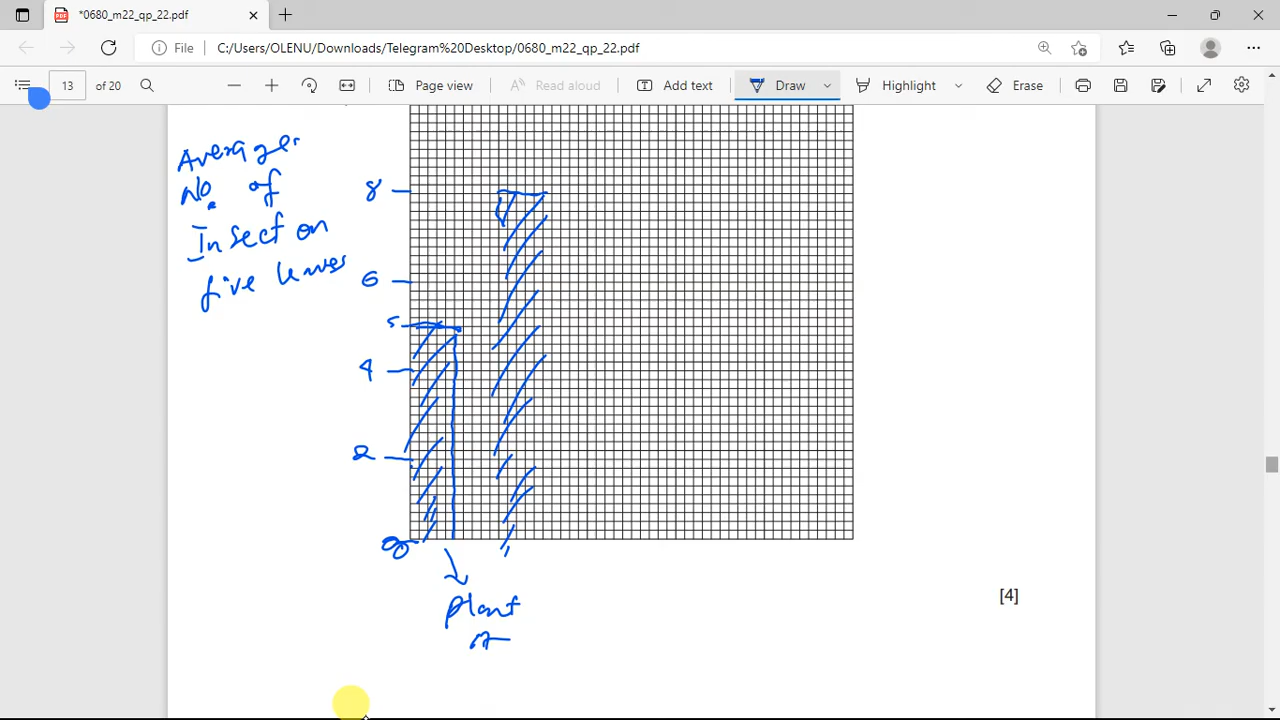 *0680_m22_qp_22.pdf
File C:/Users/OLENU/Downloads/Telegram%20Desktop/0680_m22_qp_22.pdf
13 of 20 Page view Read aloud Add text Draw Highlight Erase
Average
No. of
Insect on
five leaves
8
6
5
4
2
0
[4]
Plant
A